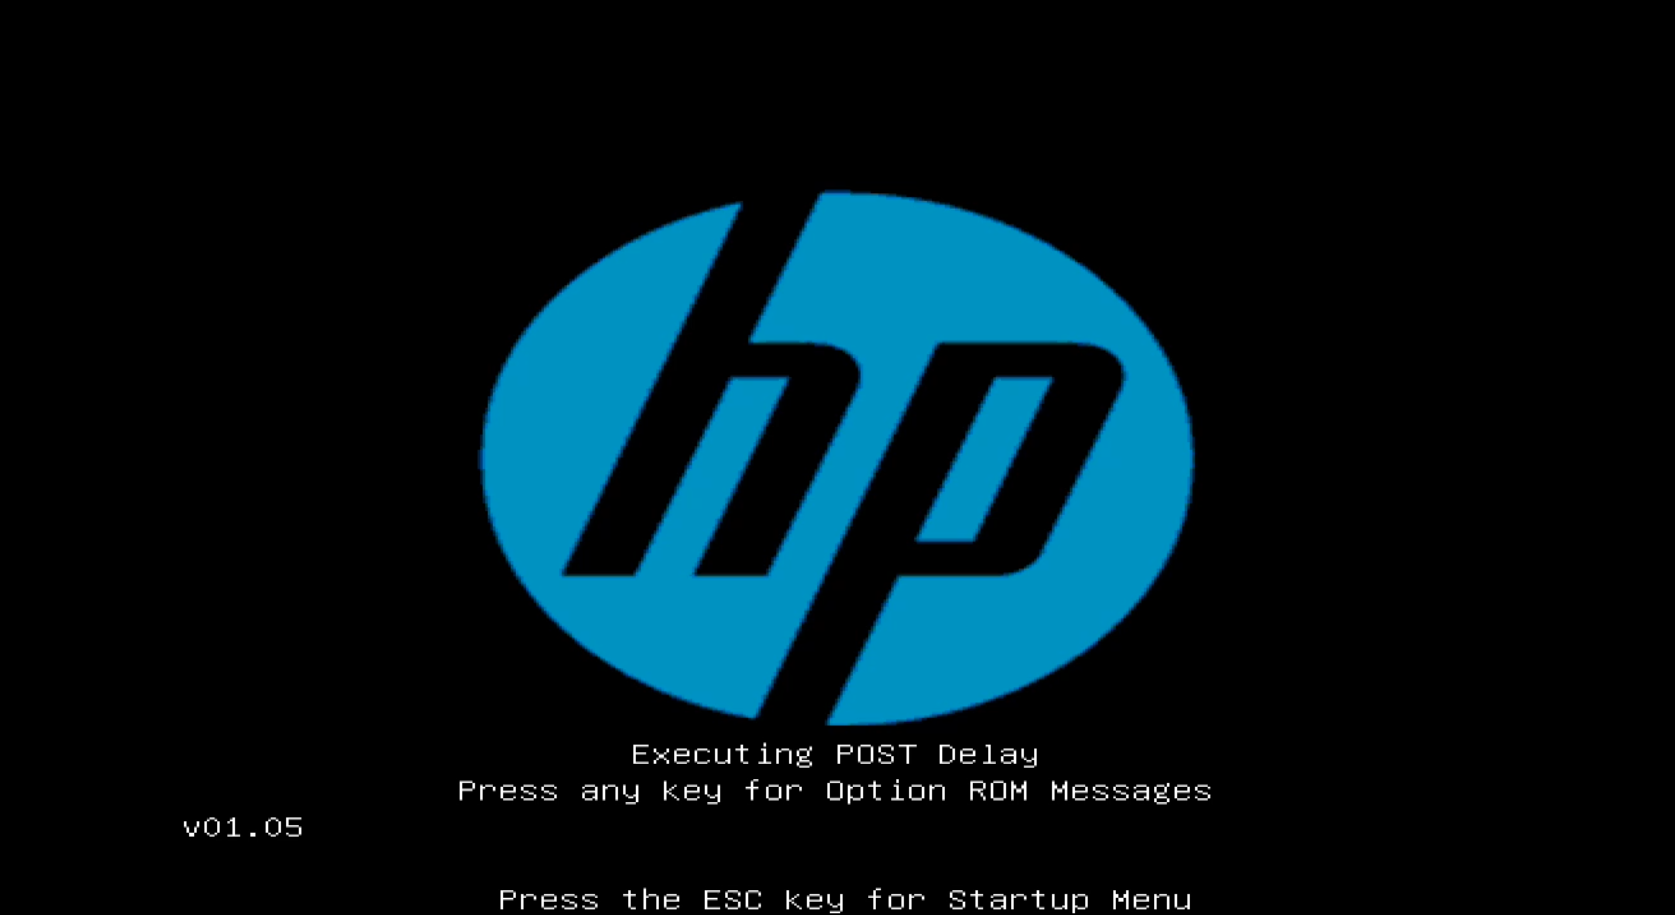 hp
Executing POST Delay
Press any key for Option ROM Messages
v01.05
Press the ESC key for Startup Menu